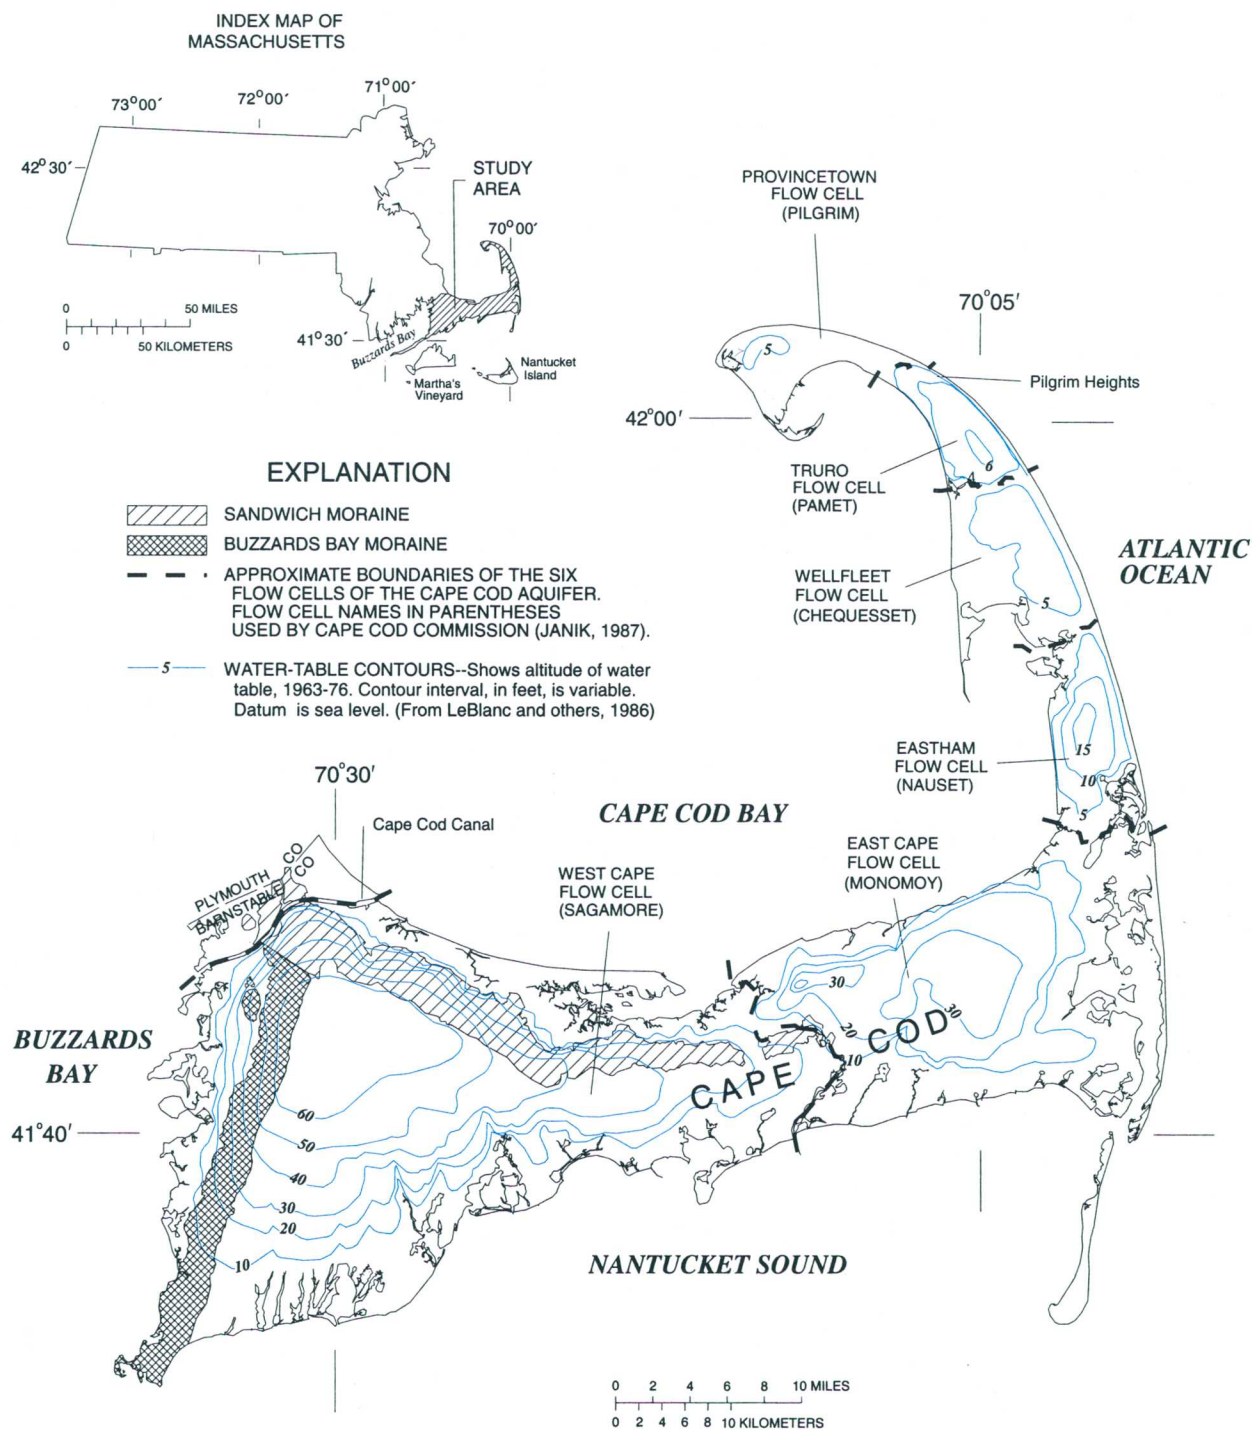 INDEX MAP OF
MASSACHUSETTS
73°00′
72°00′
71°00′
42°30′
STUDY
AREA
70°00′
0 50 MILES
0 50 KILOMETERS
41°30′
Buzzards Bay
Martha's
Vineyard
Nantucket
Island
PROVINCETOWN
FLOW CELL
(PILGRIM)
70°05′
5
Pilgrim Heights
42°00′
TRURO
FLOW CELL
(PAMET)
6
ATLANTIC
OCEAN
WELLFLEET
FLOW CELL
(CHEQUESSET)
5
EXPLANATION
SANDWICH MORAINE
BUZZARDS BAY MORAINE
APPROXIMATE BOUNDARIES OF THE SIX
FLOW CELLS OF THE CAPE COD AQUIFER.
FLOW CELL NAMES IN PARENTHESES
USED BY CAPE COD COMMISSION (JANIK, 1987).
5
WATER-TABLE CONTOURS--Shows altitude of water
table, 1963-76. Contour interval, in feet, is variable.
Datum is sea level. (From LeBlanc and others, 1986)
EASTHAM
FLOW CELL
(NAUSET)
15
10
5
70°30′
Cape Cod Canal
CAPE COD BAY
PLYMOUTH CO
BARNSTABLE CO
WEST CAPE
FLOW CELL
(SAGAMORE)
EAST CAPE
FLOW CELL
(MONOMOY)
30
20
30
10
CAPE COD
BUZZARDS
BAY
41°40′
60
50
40
30
20
10
NANTUCKET SOUND
0 2 4 6 8 10 MILES
0 2 4 6 8 10 KILOMETERS